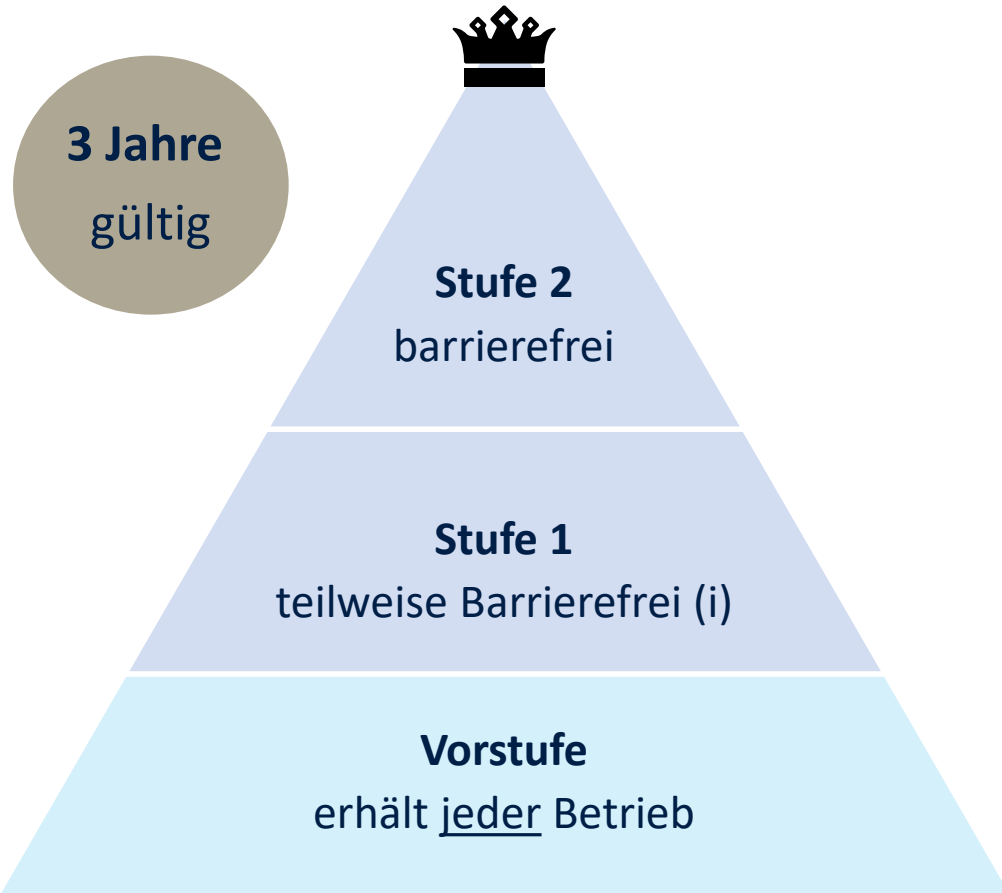 3 Jahre
gültig
Stufe 2
barrierefrei
Stufe 1
teilweise Barrierefrei (i)
Vorstufe
erhält jeder Betrieb